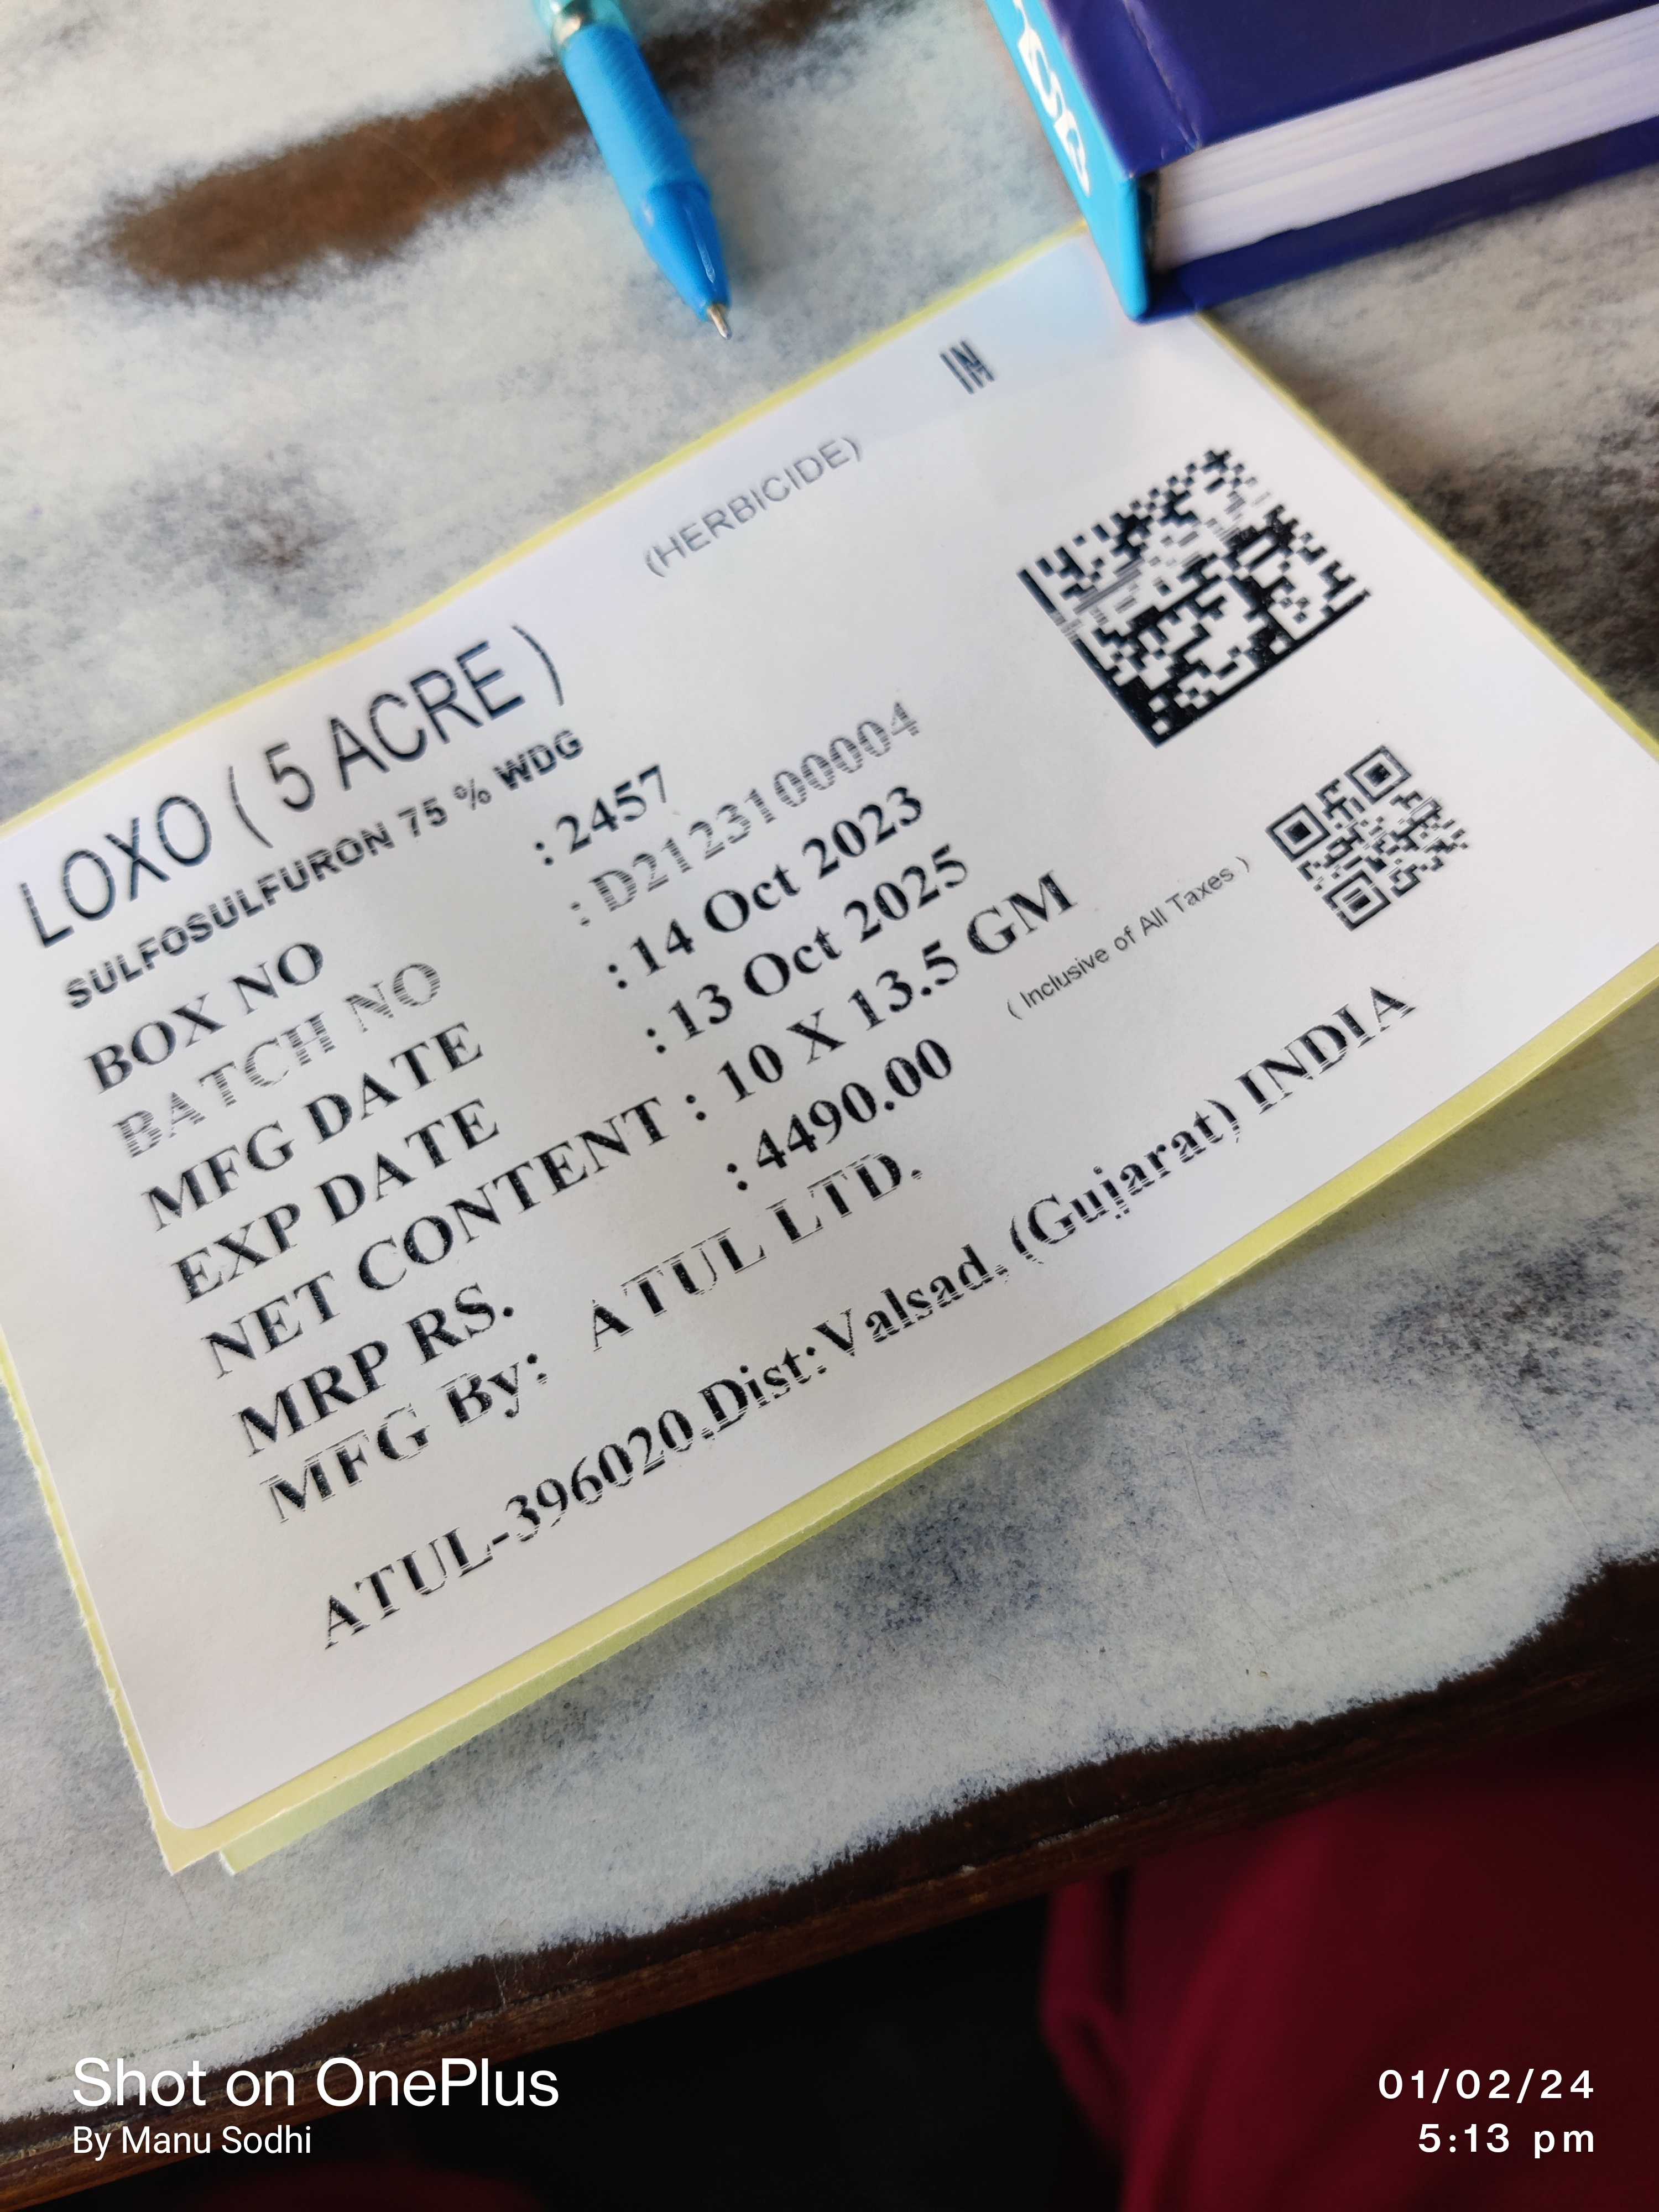 IN
(HERBICIDE)
LOXO ( 5 ACRE )
SULFOSULFURON 75 % WDG
BOX NO : 2457
BATCH NO : D212310004
MFG DATE : 14 Oct 2023
EXP DATE : 13 Oct 2025
NET CONTENT : 10 X 13.5 GM
MRP RS. : 4490.00 ( Inclusive of All Taxes )
MFG By: ATUL LTD.
ATUL-396020,Dist:Valsad, (Gujarat) INDIA
Shot on OnePlus
By Manu Sodhi
01/02/24
5:13 pm